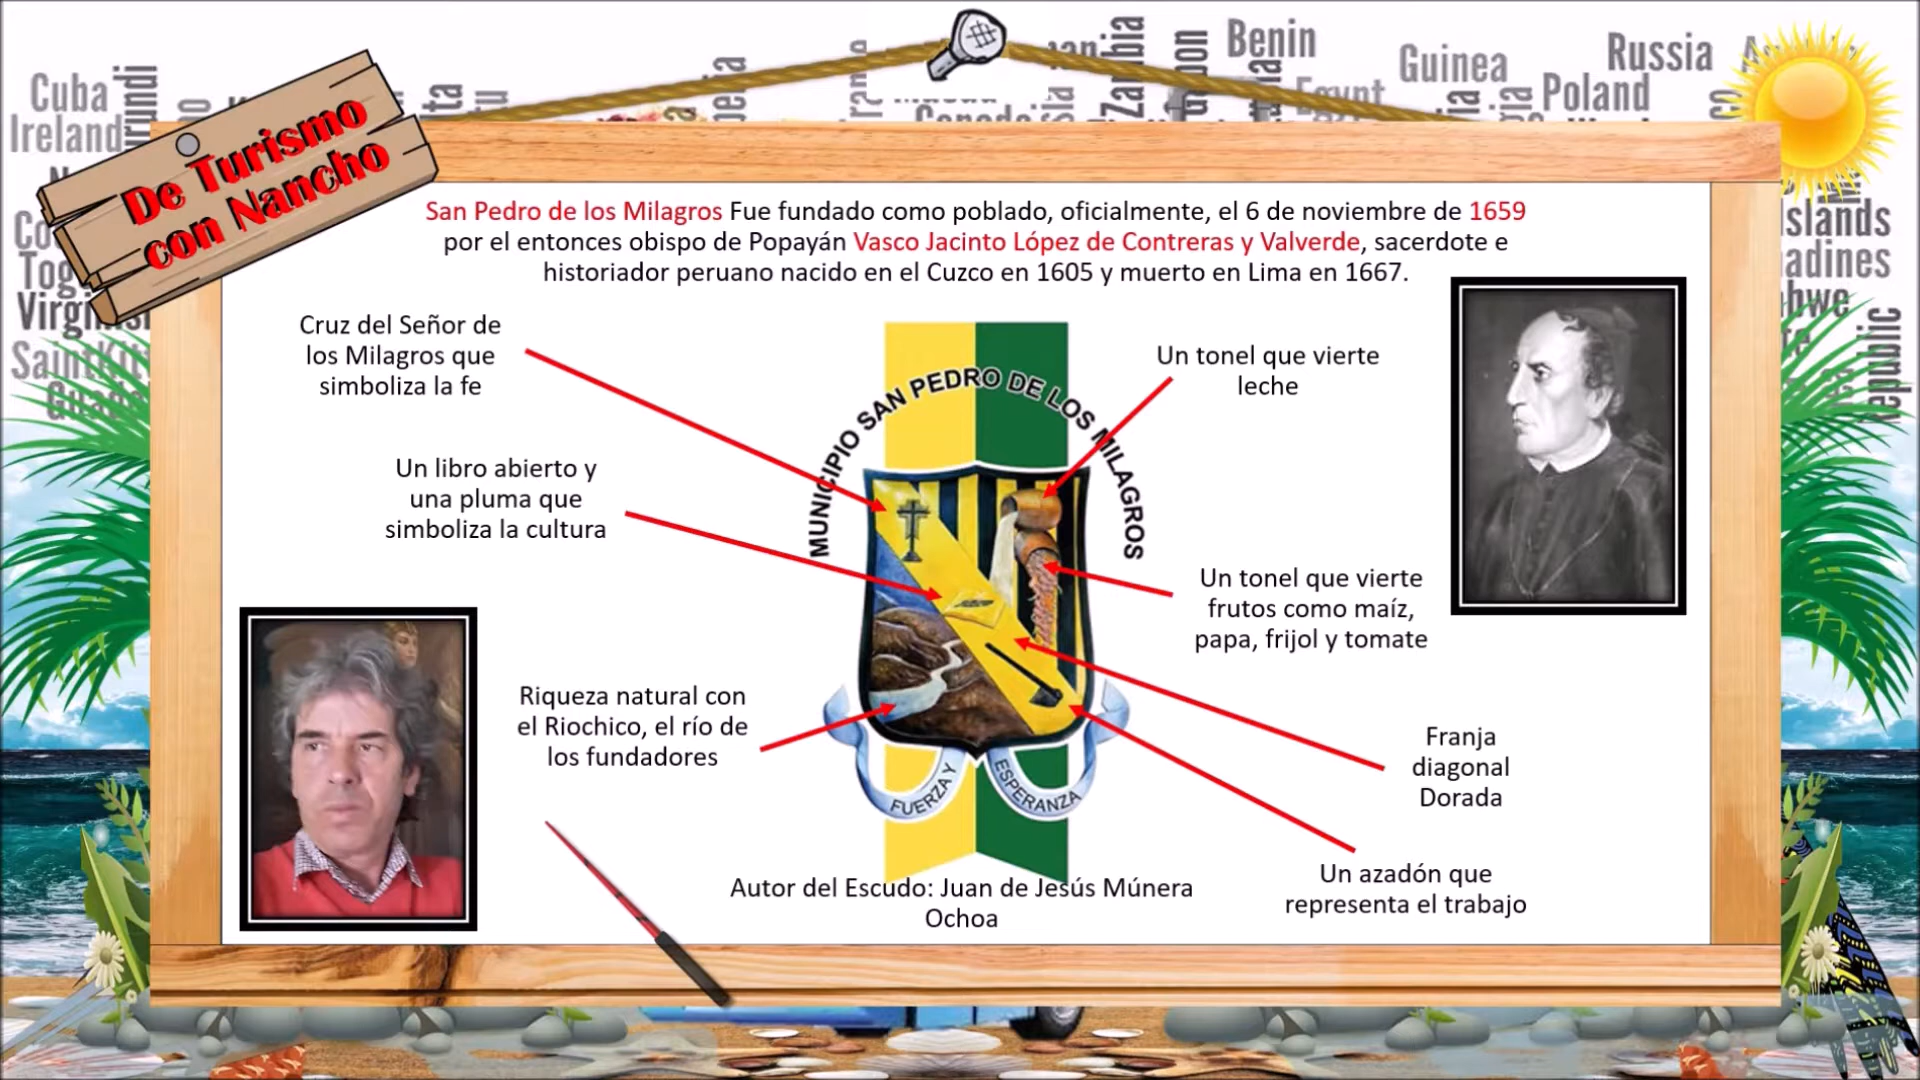 De Turismo
con Nancho
Cuba
Ireland
Benin
Guinea
Russia
Poland
Zambia
Egypt
San Pedro de los Milagros Fue fundado como poblado, oficialmente, el 6 de noviembre de 1659
por el entonces obispo de Popayán Vasco Jacinto López de Contreras y Valverde, sacerdote e
historiador peruano nacido en el Cuzco en 1605 y muerto en Lima en 1667.
Cruz del Señor de
los Milagros que
simboliza la fe
Un tonel que vierte
leche
MUNICIPIO SAN PEDRO DE LOS MILAGROS
Un libro abierto y
una pluma que
simboliza la cultura
Un tonel que vierte
frutos como maíz,
papa, frijol y tomate
Riqueza natural con
el Riochico, el río de
los fundadores
Franja
diagonal
Dorada
FUERZA Y
ESPERANZA
Un azadón que
representa el trabajo
Autor del Escudo: Juan de Jesús Múnera
Ochoa
Republic